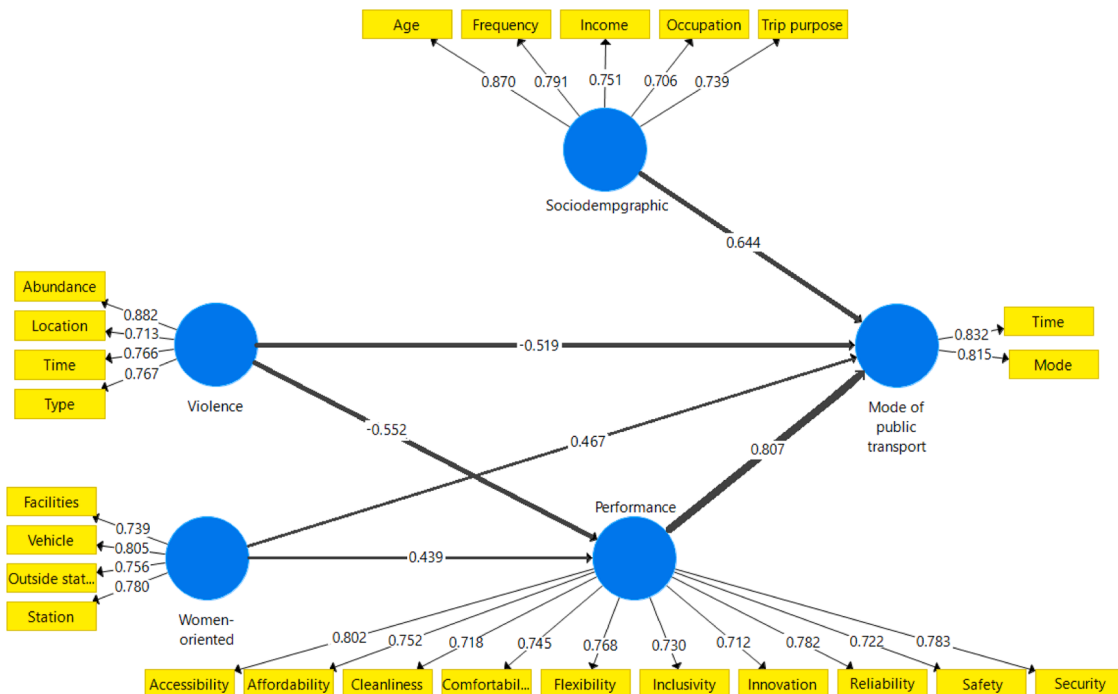 Age
Frequency
Income
Occupation
Trip purpose
0.870
0.791
0.751
0.706
0.739
Sociodempgraphic
0.644
Abundance
Location
Time
Type
0.882
0.713
0.766
0.767
Violence
-0.519
-0.552
0.467
0.807
0.832
0.815
Time
Mode
Mode of
public
transport
Facilities
Vehicle
Outside stat...
Station
0.739
0.805
0.756
0.780
Women-
oriented
0.439
Performance
0.802
0.752
0.718
0.745
0.768
0.730
0.712
0.782
0.722
0.783
Accessibility
Affordability
Cleanliness
Comfortabil...
Flexibility
Inclusivity
Innovation
Reliability
Safety
Security